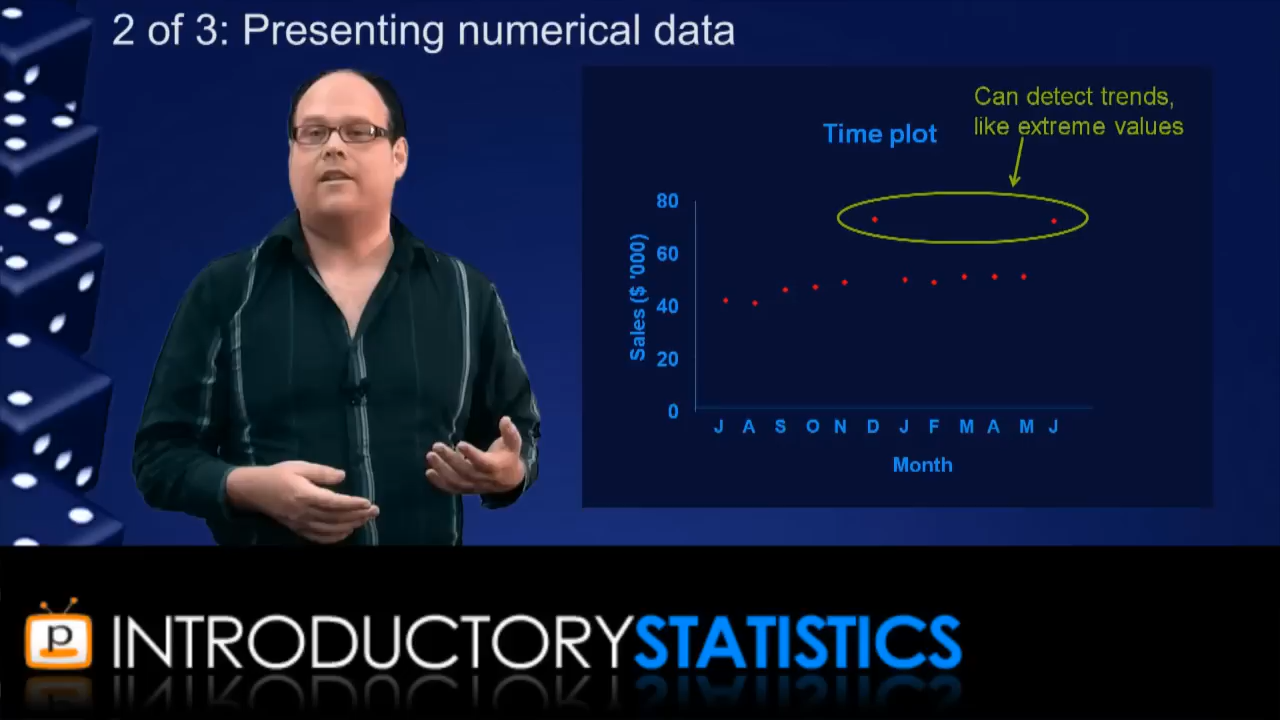 2 of 3: Presenting numerical data
Can detect trends,
like extreme values
Time plot
80
60
40
20
0
Sales ($ '000)
J A S O N D J F M A M J
Month
p
INTRODUCTORYSTATISTICS